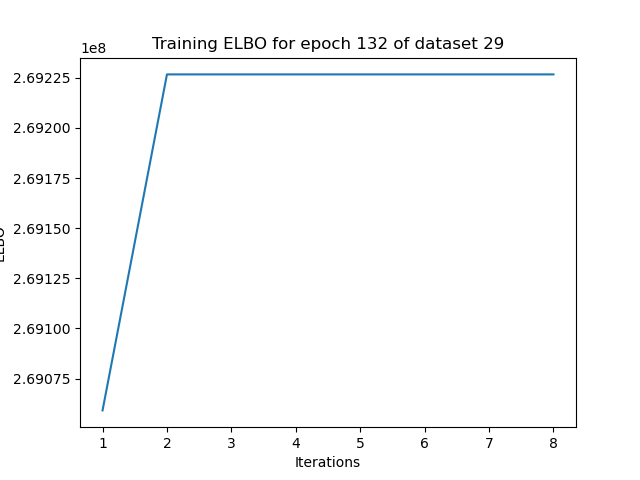 Training ELBO for epoch 132 of dataset 29
1e8
2.69225
2.69200
2.69175
2.69150
2.69125
2.69100
2.69075
ELBO
1 2 3 4 5 6 7 8
Iterations